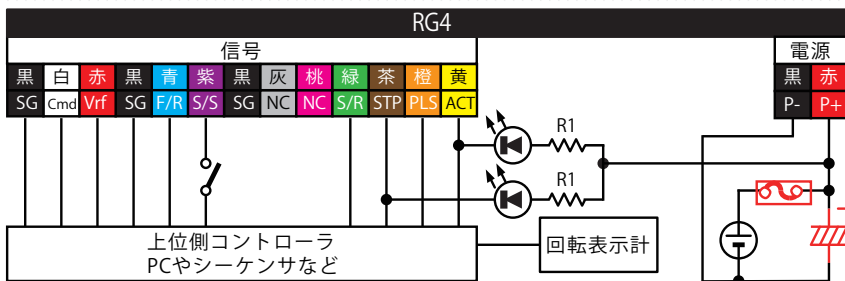 RG4
信号
電源
黒 白 赤 黒 青 紫 黒 灰 桃 緑 茶 橙 黄
黒 赤
SG Cmd Vrf SG F/R S/S SG NC NC S/R STP PLS ACT
P- P+
R1
R1
上位側コントローラ
PCやシーケンサなど
回転表示計